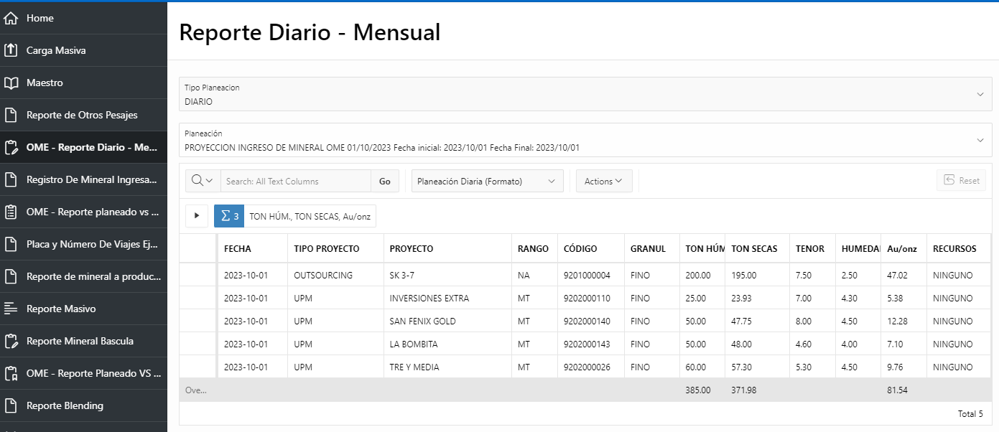 Home
Carga Masiva
Maestro
Reporte de Otros Pesajes
OME - Reporte Diario - Me...
Registro De Mineral Ingresa...
OME - Reporte planeado vs ...
Placa y Número De Viajes Ej...
Reporte de mineral a produc...
Reporte Masivo
Reporte Mineral Bascula
OME - Reporte Planeado VS ...
Reporte Blending
Reporte Diario - Mensual
Tipo Planeacion
DIARIO
Planeación
PROYECCION INGRESO DE MINERAL OME 01/10/2023 Fecha inicial: 2023/10/01 Fecha Final: 2023/10/01
Search: All Text Columns Go Planeación Diaria (Formato) Actions Reset
Σ 3 TON HÚM., TON SECAS, Au/onz
FECHA TIPO PROYECTO PROYECTO RANGO CÓDIGO GRANUL TON HÚM TON SECAS TENOR HUMEDA Au/onz RECURSOS
2023-10-01 OUTSOURCING SK 3-7 NA 9201000004 FINO 200.00 195.00 7.50 2.50 47.02 NINGUNO
2023-10-01 UPM INVERSIONES EXTRA MT 9202000110 FINO 25.00 23.93 7.00 4.30 5.38 NINGUNO
2023-10-01 UPM SAN FENIX GOLD MT 9202000140 FINO 50.00 47.75 8.00 4.50 12.28 NINGUNO
2023-10-01 UPM LA BOMBITA MT 9202000143 FINO 50.00 48.00 4.60 4.00 7.10 NINGUNO
2023-10-01 UPM TRE Y MEDIA MT 9202000026 FINO 60.00 57.30 5.30 4.50 9.76 NINGUNO
Ove... 385.00 371.98 81.54
Total 5